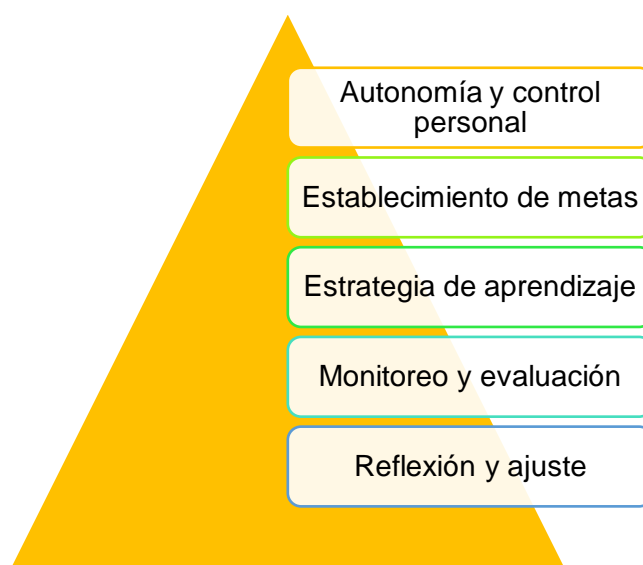 Autonomía y control
personal
Establecimiento de metas
Estrategia de aprendizaje
Monitoreo y evaluación
Reflexión y ajuste